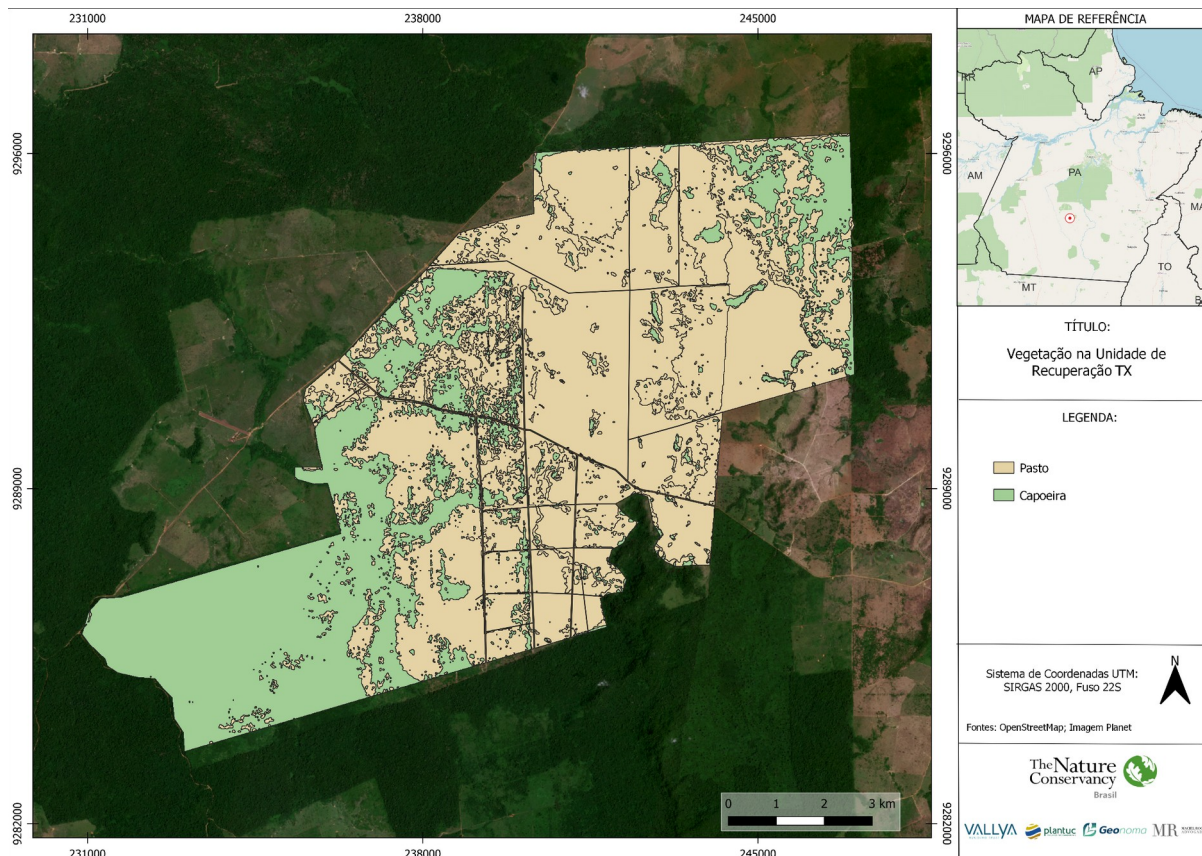 231000
238000
245000
9296000
9296000
9289000
9289000
9282000
9282000
0 1 2 3 km
231000
238000
245000
MAPA DE REFERÊNCIA
RR
AP
AM
PA
MA
TO
MT
TÍTULO:
Vegetação na Unidade de
Recuperação TX
LEGENDA:
Pasto
Capoeira
Sistema de Coordenadas UTM:
SIRGAS 2000, Fuso 22S
N
Fontes: OpenStreetMap; Imagem Planet
The Nature
Conservancy
Brasil
VALLYA
plantuc
Geonoma
MR